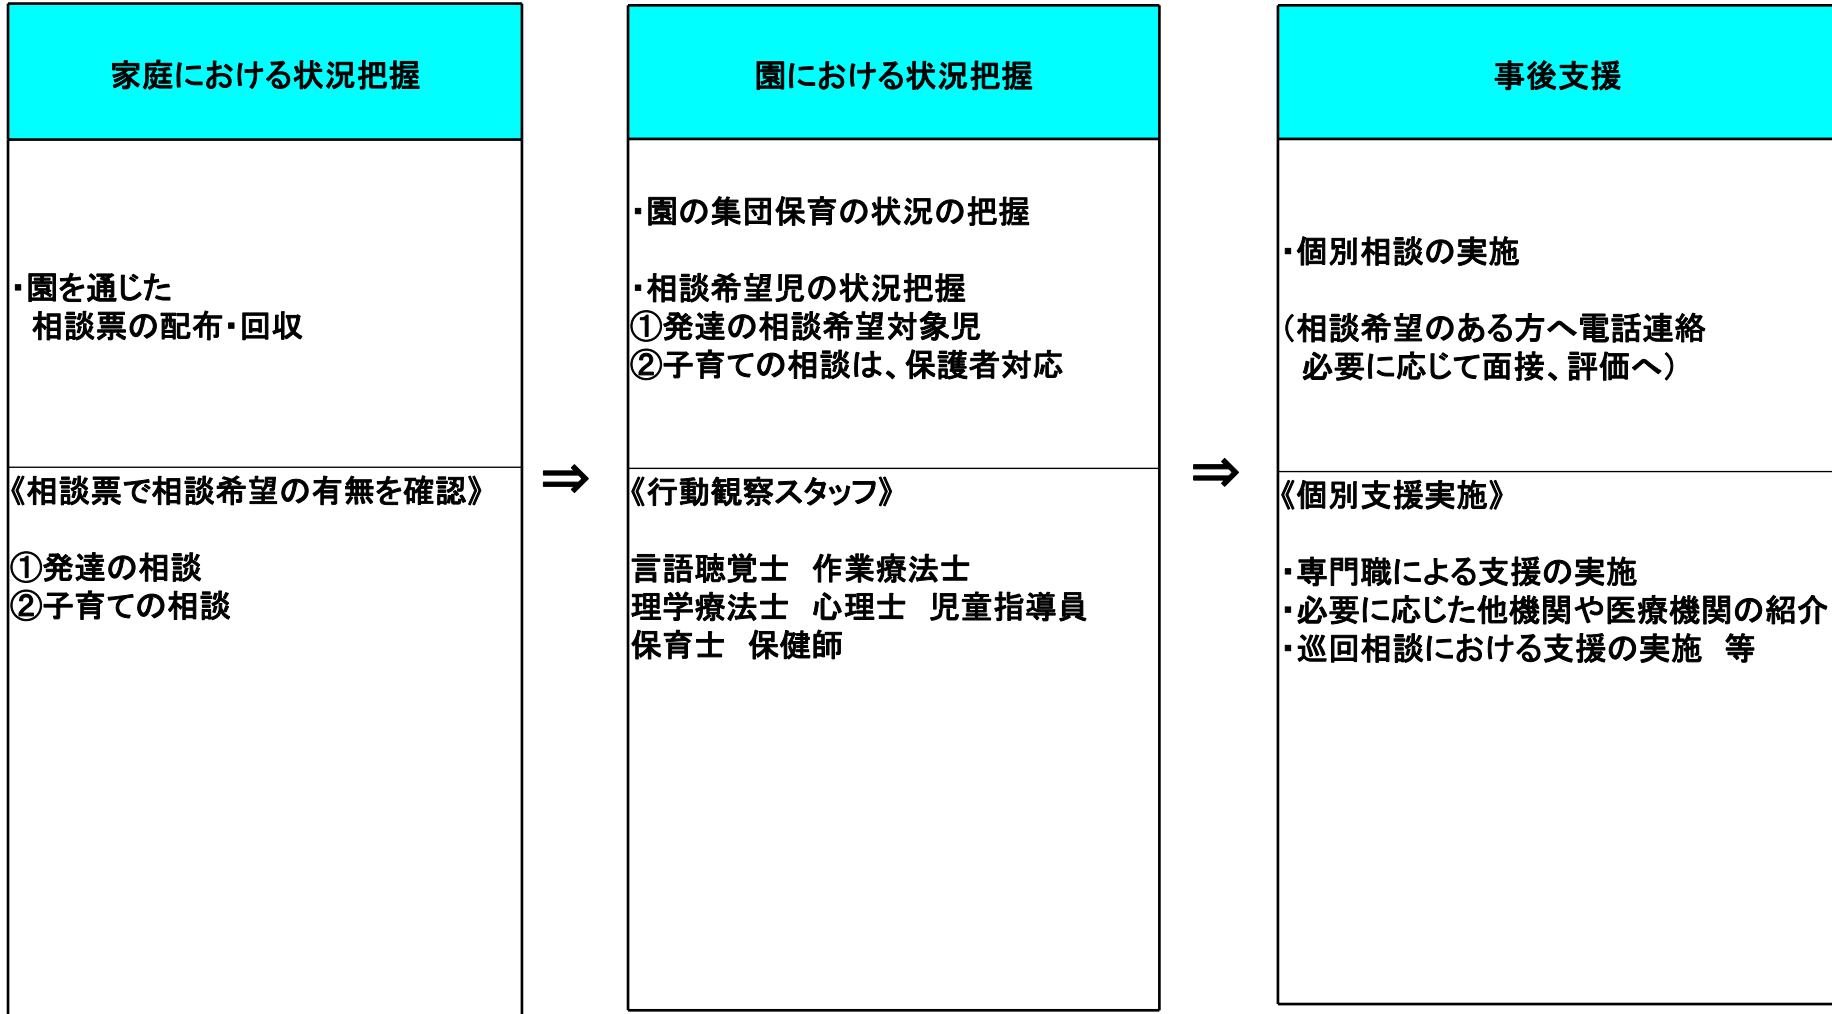 家庭における状況把握
・園を通じた
相談票の配布・回収
《相談票で相談希望の有無を確認》
①発達の相談
②子育ての相談
⇒
園における状況把握
・園の集団保育の状況の把握
・相談希望児の状況把握
①発達の相談希望対象児
②子育ての相談は、保護者対応
《行動観察スタッフ》
言語聴覚士　作業療法士
理学療法士　心理士　児童指導員
保育士　保健師
⇒
事後支援
・個別相談の実施
（相談希望のある方へ電話連絡
必要に応じて面接、評価へ）
《個別支援実施》
・専門職による支援の実施
・必要に応じた他機関や医療機関の紹介
・巡回相談における支援の実施　等